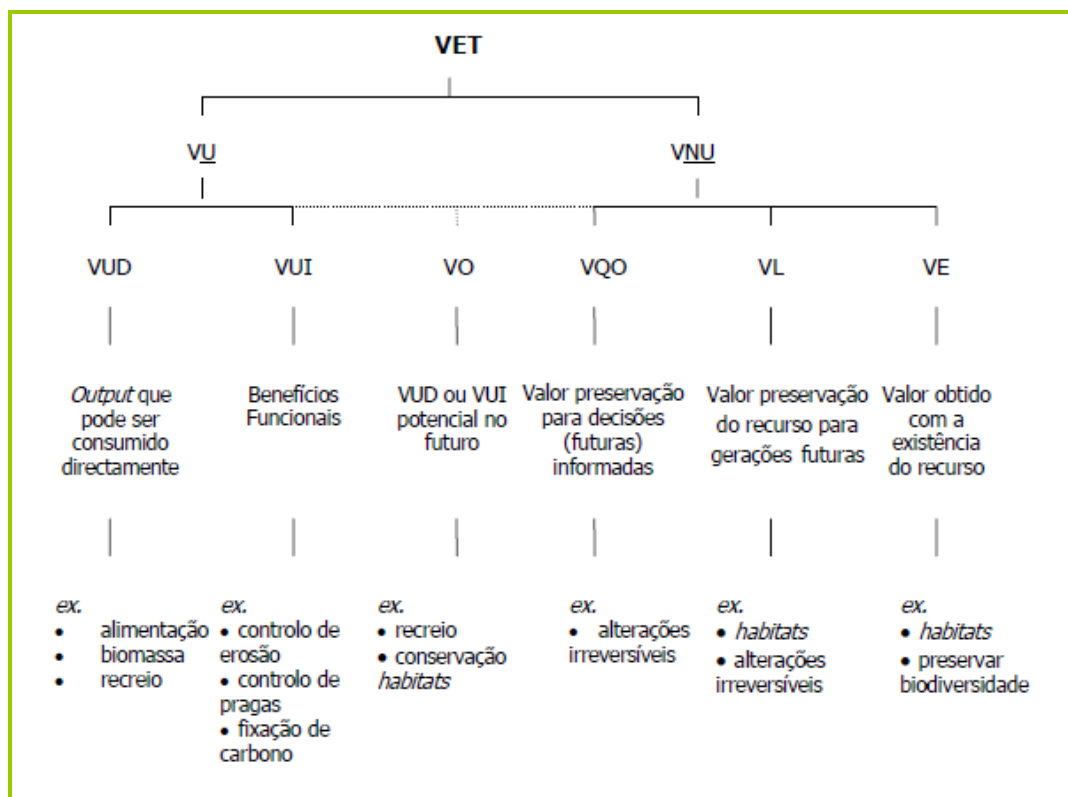 VET
VU
VNU
VUD
VUI
VO
VQO
VL
VE
Output que
pode ser
consumido
directamente
Benefícios
Funcionais
VUD ou VUI
potencial no
futuro
Valor preservação
para decisões
(futuras)
informadas
Valor preservação
do recurso para
gerações futuras
Valor obtido
com a
existência
do recurso
ex.
• alimentação
• biomassa
• recreio
ex.
• controlo de
erosão
• controlo de
pragas
• fixação de
carbono
ex.
• recreio
• conservação
habitats
ex.
• alterações
irreversíveis
ex.
• habitats
• alterações
irreversíveis
ex.
• habitats
• preservar
biodiversidade